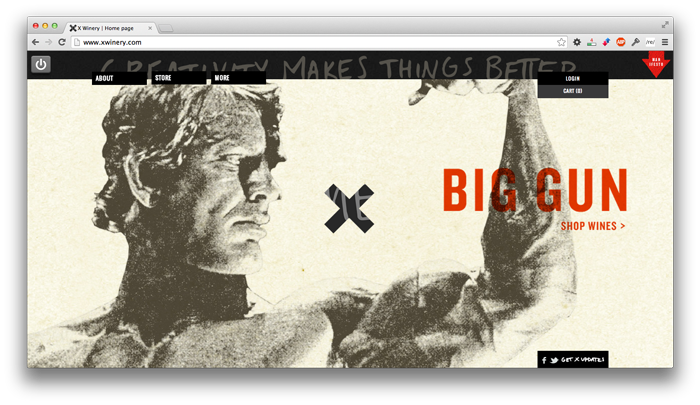 X Winery | Home page
www.xwinery.com
CREATIVITY MAKES THINGS BETTER
ABOUT
STORE
MORE
LOGIN
CART (0)
BIG GUN
SHOP WINES >
GET X UPDATES